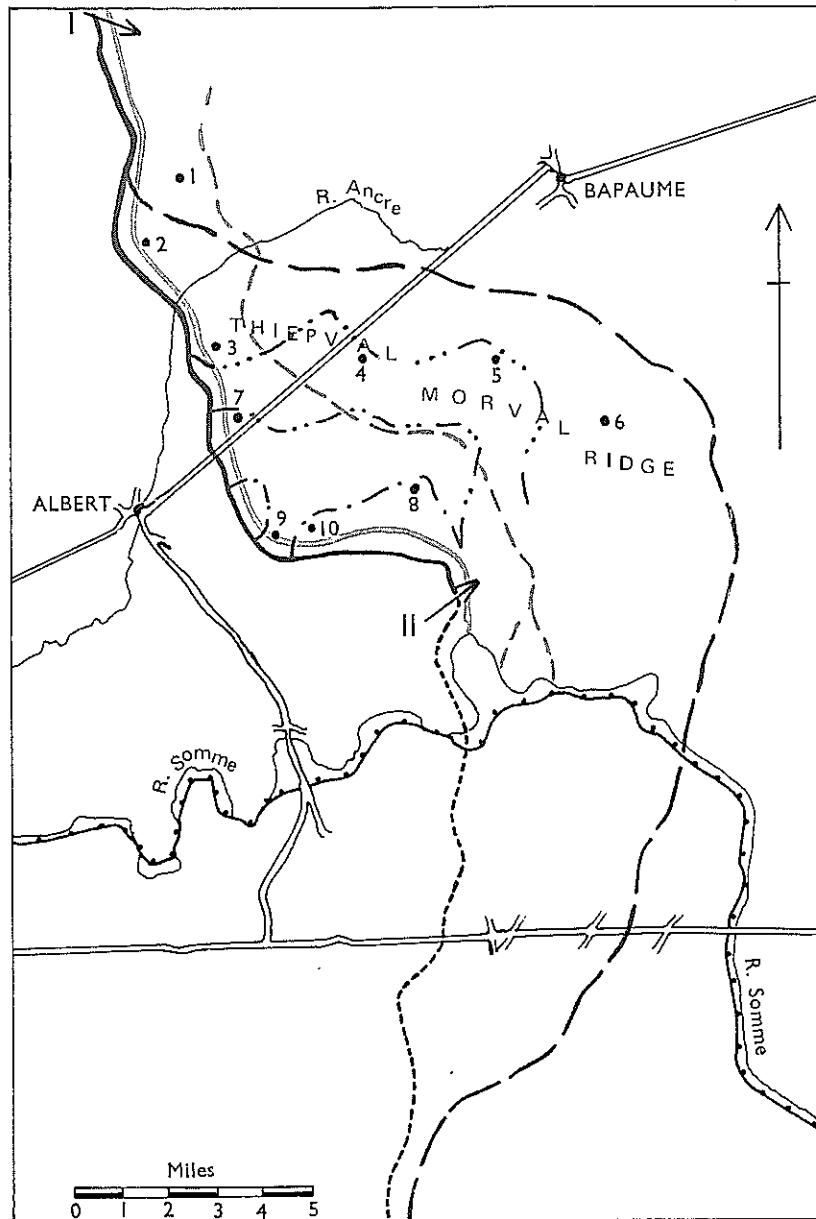 I
1
R. Ancre
BAPAUME
2
THIEPVAL
3
4
5
MORVAL
6
7
RIDGE
8
ALBERT
9
10
II
R. Somme
R. Somme
Miles
0 1 2 3 4 5